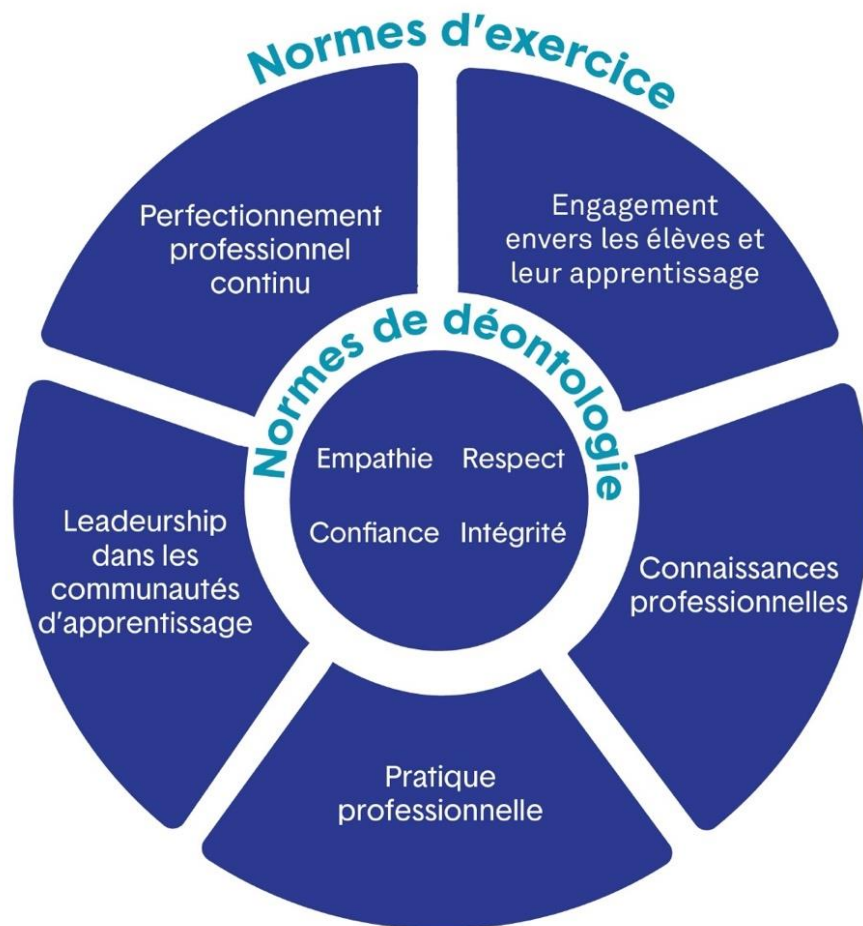 Normes d'exercice
Perfectionnement
professionnel
continu
Engagement
envers les élèves et
leur apprentissage
Normes de déontologie
Empathie Respect
Confiance Intégrité
Leadeurship
dans les
communautés
d'apprentissage
Connaissances
professionnelles
Pratique
professionnelle